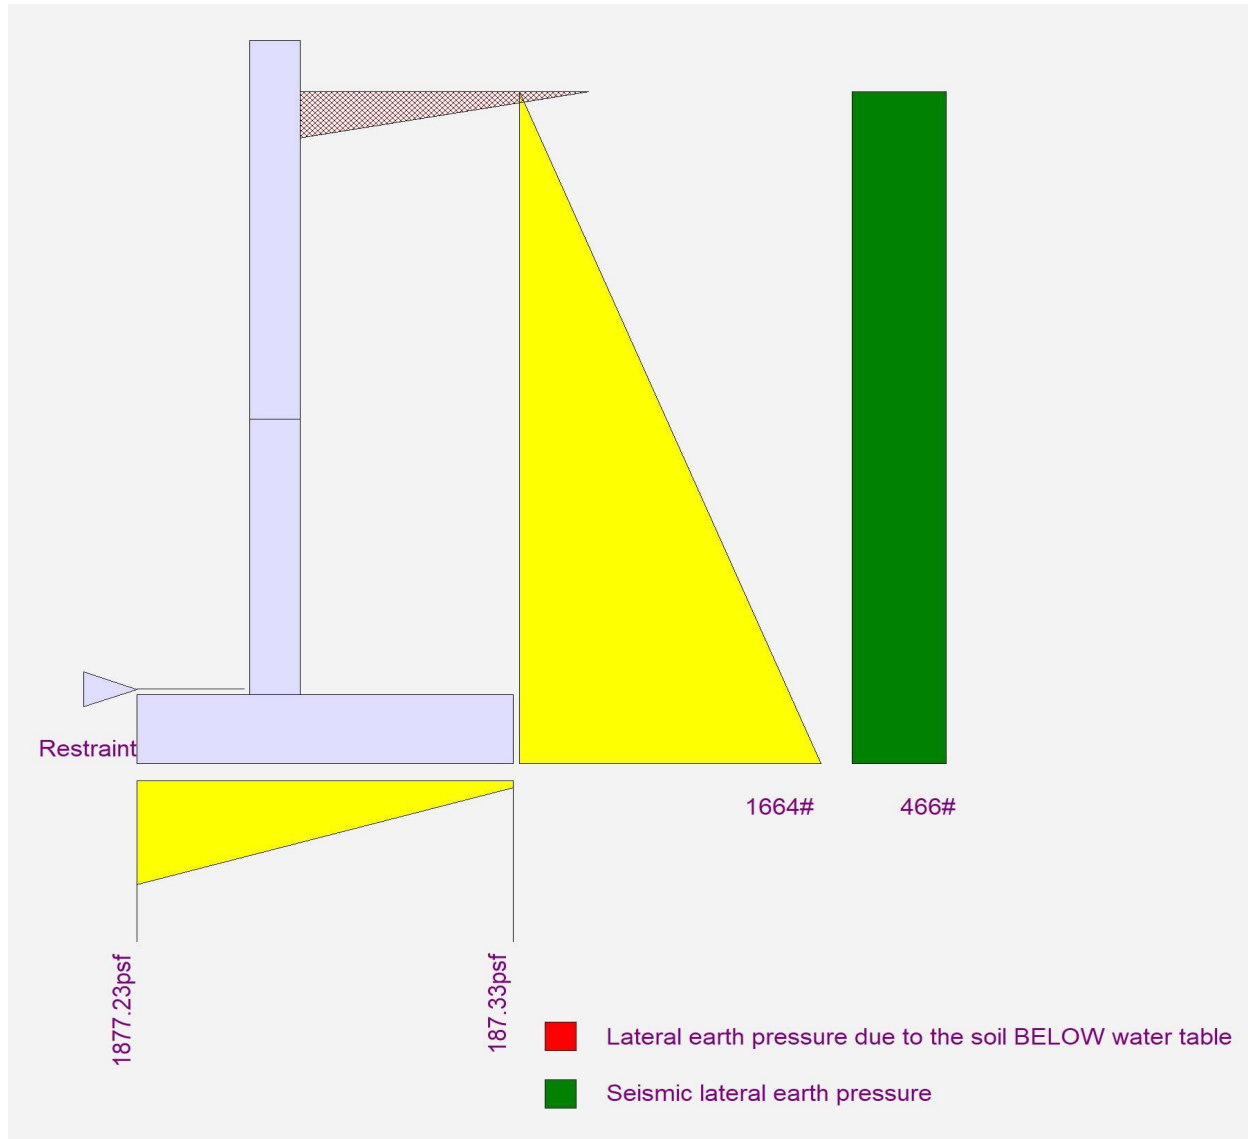 Restraint
1664#
466#
1877.23psf
187.33psf
Lateral earth pressure due to the soil BELOW water table
Seismic lateral earth pressure